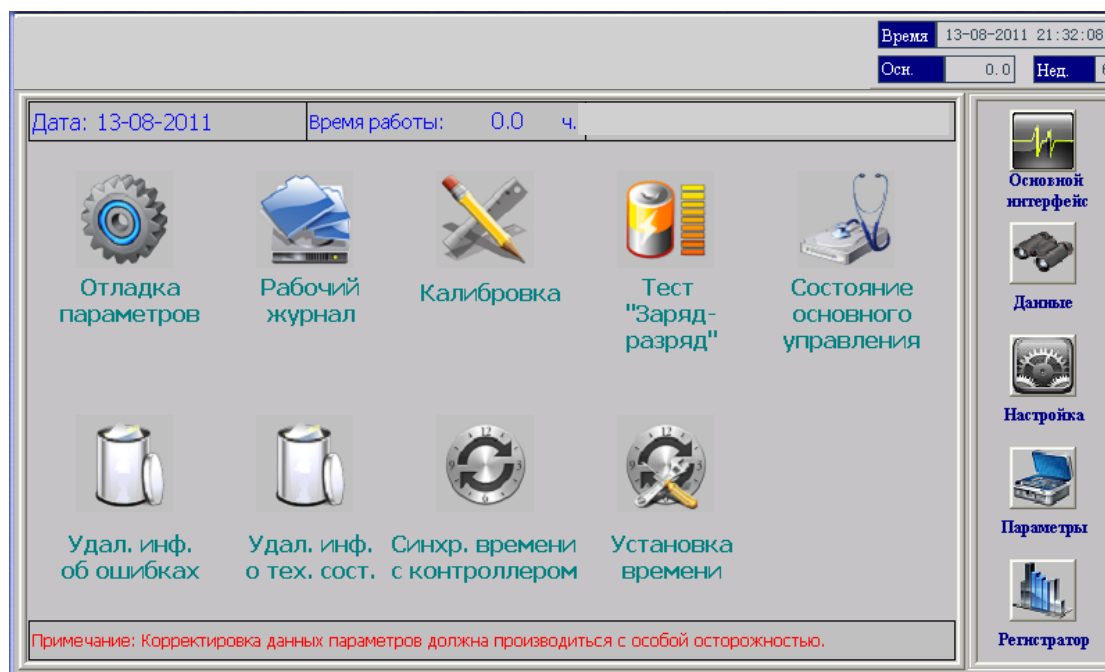 Время 13-08-2011 21:32:08
Осн. 0.0 Нед. 6
Дата: 13-08-2011 Время работы: 0.0 ч.
Отладка
параметров
Рабочий
журнал
Калибровка
Тест
"Заряд-
разряд"
Состояние
основного
управления
Удал. инф.
об ошибках
Удал. инф.
о тех. сост.
Синхр. времени
с контроллером
Установка
времени
Примечание: Корректировка данных параметров должна производиться с особой осторожностью.
Основной
интерфейс
Данные
Настройка
Параметры
Регистратор